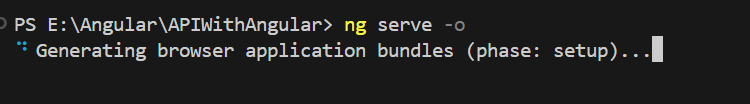 PS E:\Angular\APIWithAngular> ng serve -o
⠋ Generating browser application bundles (phase: setup)...